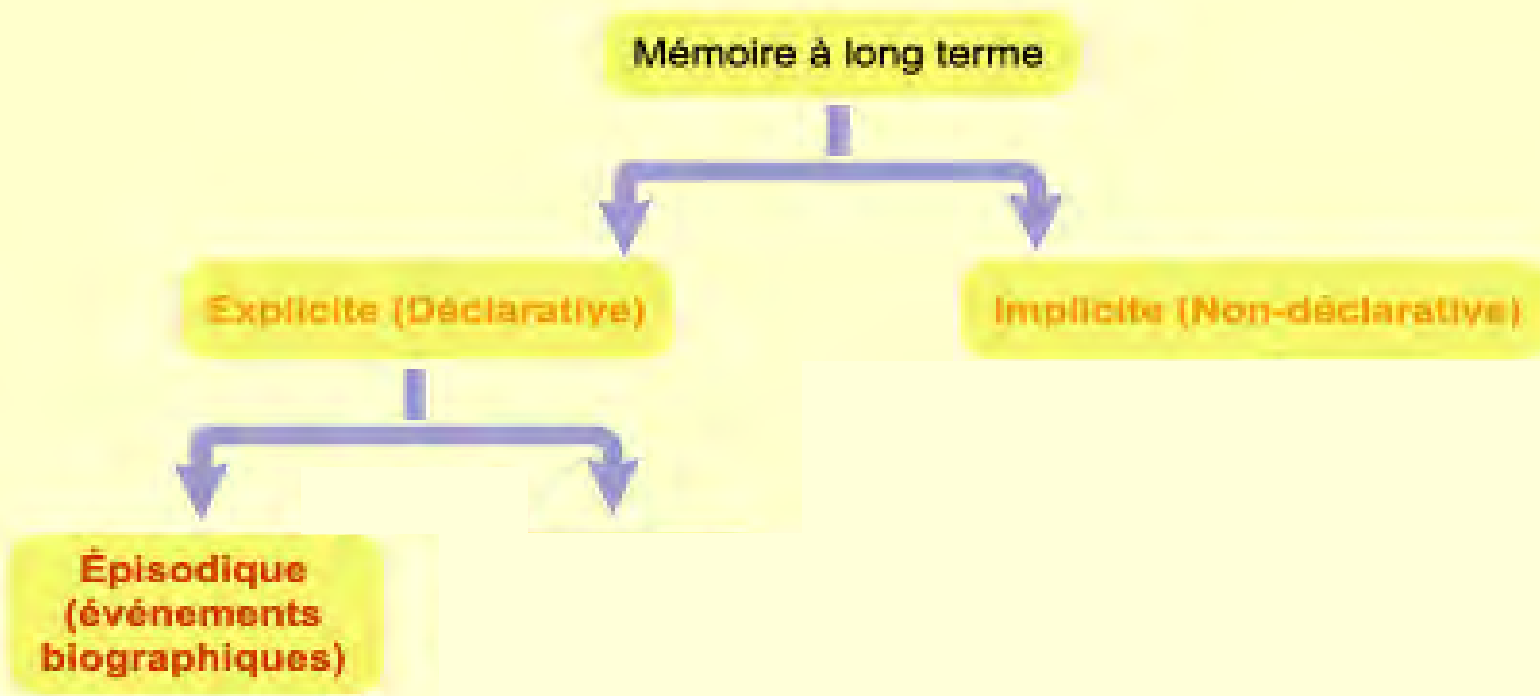 Mémoire à long terme
Explicite (Déclarative)
Implicite (Non-déclarative)
Épisodique
(événements
biographiques)